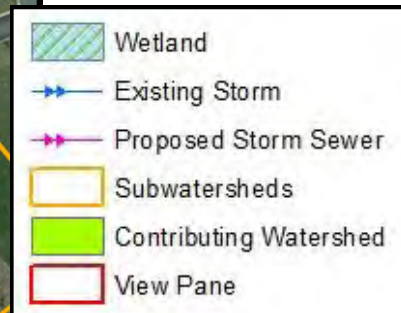 Wetland
Existing Storm
Proposed Storm Sewer
Subwatersheds
Contributing Watershed
View Pane